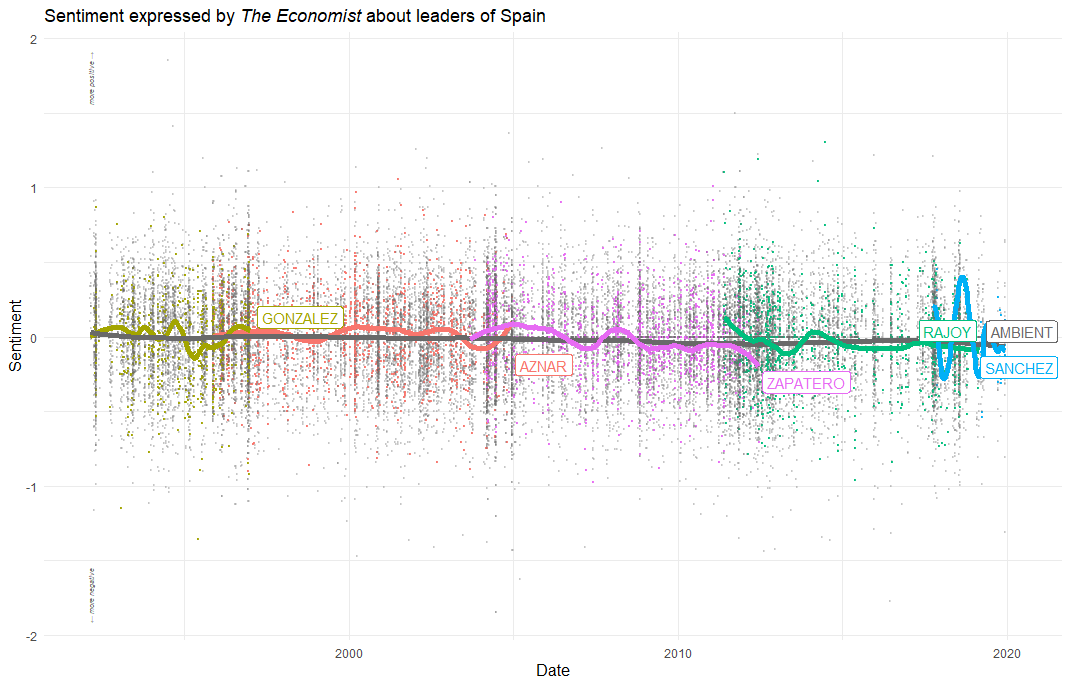 Sentiment expressed by The Economist about leaders of Spain
2
more positive →
1
GONZALEZ
RAJOY
AMBIENT
Sentiment
0
AZNAR
SANCHEZ
ZAPATERO
-1
← more negative
-2
2000
2010
2020
Date